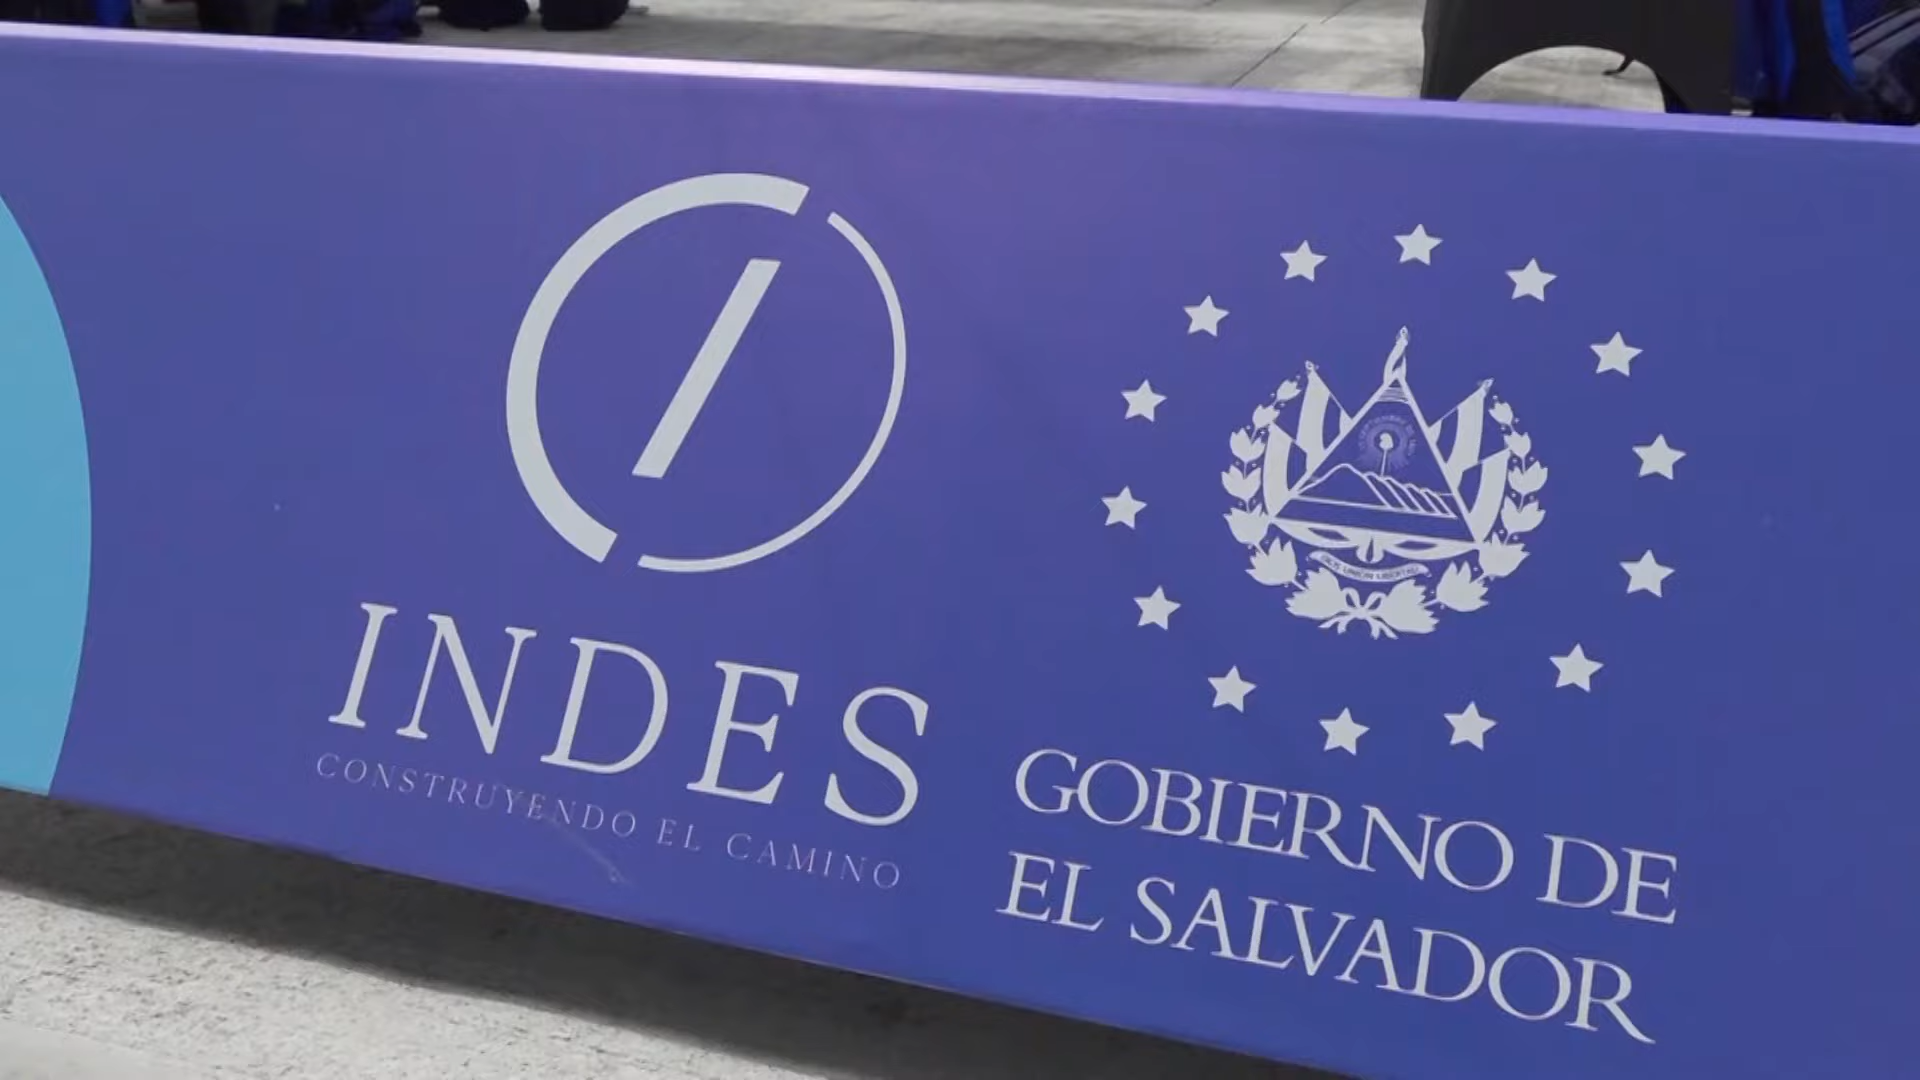 INDES
CONSTRUYENDO EL CAMINO
GOBIERNO DE
EL SALVADOR